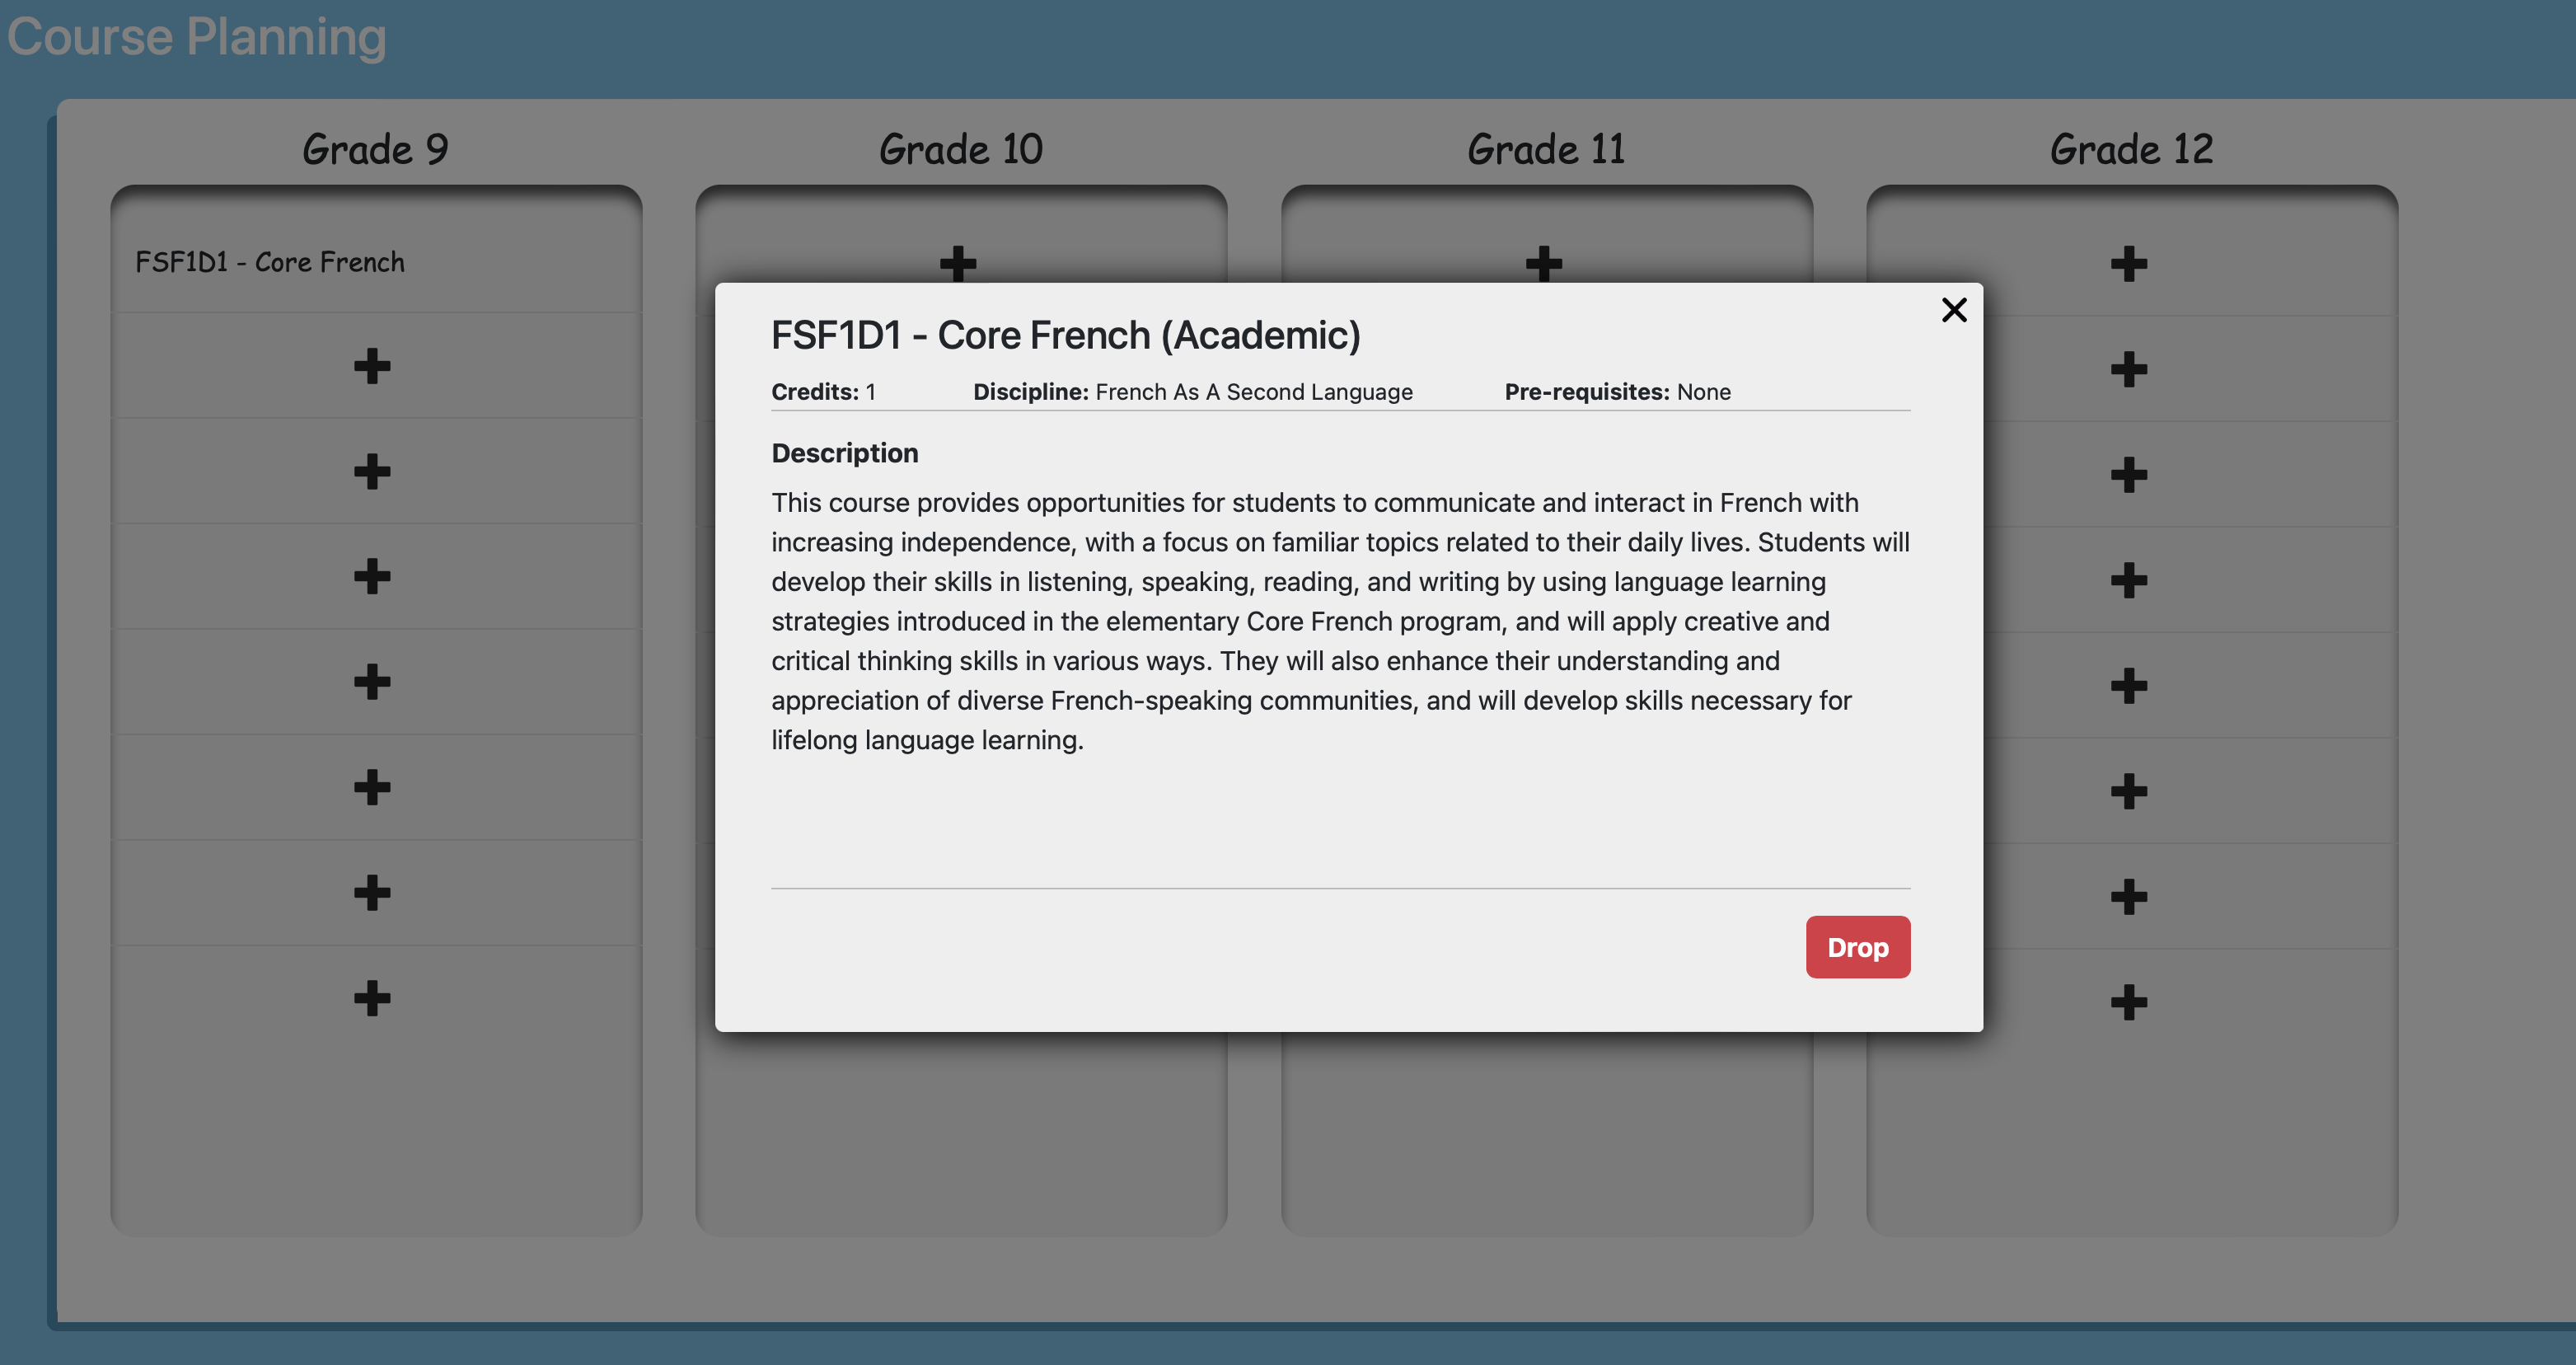 Course Planning
Grade 9
Grade 10
Grade 11
Grade 12
FSF1D1 - Core French
FSF1D1 - Core French (Academic)
Credits: 1 Discipline: French As A Second Language Pre-requisites: None
Description
This course provides opportunities for students to communicate and interact in French with
increasing independence, with a focus on familiar topics related to their daily lives. Students will
develop their skills in listening, speaking, reading, and writing by using language learning
strategies introduced in the elementary Core French program, and will apply creative and
critical thinking skills in various ways. They will also enhance their understanding and
appreciation of diverse French-speaking communities, and will develop skills necessary for
lifelong language learning.
Drop